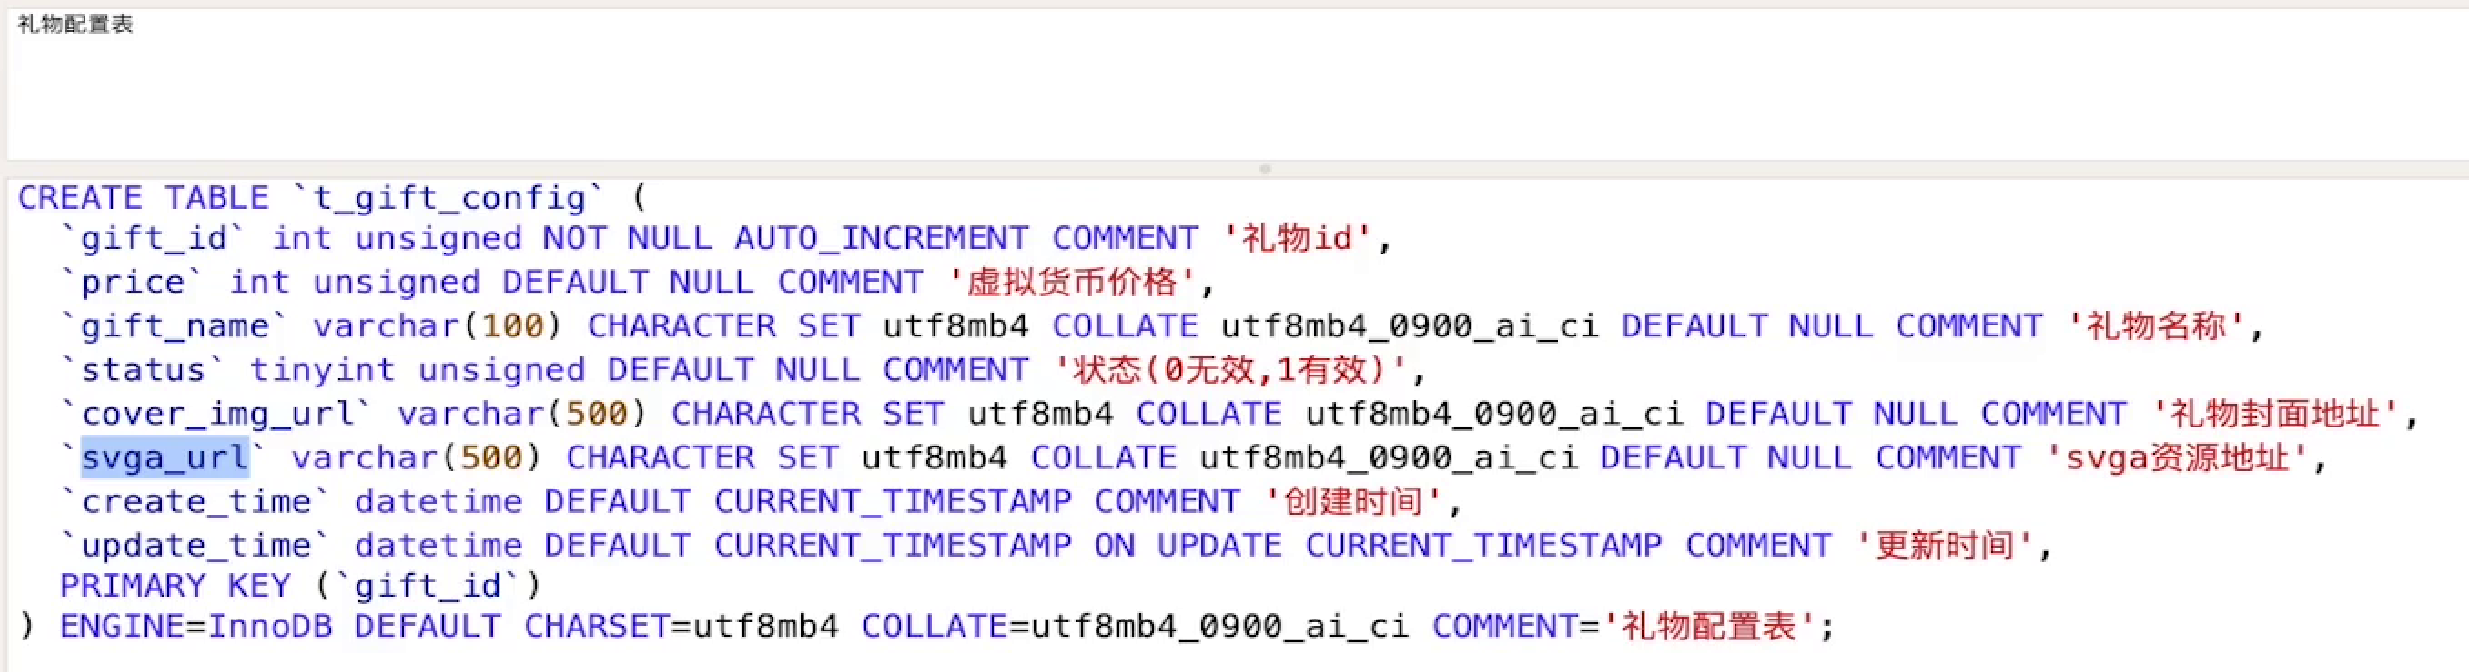 礼物配置表
CREATE TABLE `t_gift_config` (
`gift_id` int unsigned NOT NULL AUTO_INCREMENT COMMENT '礼物id',
`price` int unsigned DEFAULT NULL COMMENT '虚拟货币价格',
`gift_name` varchar(100) CHARACTER SET utf8mb4 COLLATE utf8mb4_0900_ai_ci DEFAULT NULL COMMENT '礼物名称',
`status` tinyint unsigned DEFAULT NULL COMMENT '状态(0无效,1有效)',
`cover_img_url` varchar(500) CHARACTER SET utf8mb4 COLLATE utf8mb4_0900_ai_ci DEFAULT NULL COMMENT '礼物封面地址',
`svga_url` varchar(500) CHARACTER SET utf8mb4 COLLATE utf8mb4_0900_ai_ci DEFAULT NULL COMMENT 'svga资源地址',
`create_time` datetime DEFAULT CURRENT_TIMESTAMP COMMENT '创建时间',
`update_time` datetime DEFAULT CURRENT_TIMESTAMP ON UPDATE CURRENT_TIMESTAMP COMMENT '更新时间',
PRIMARY KEY (`gift_id`)
) ENGINE=InnoDB DEFAULT CHARSET=utf8mb4 COLLATE=utf8mb4_0900_ai_ci COMMENT='礼物配置表';